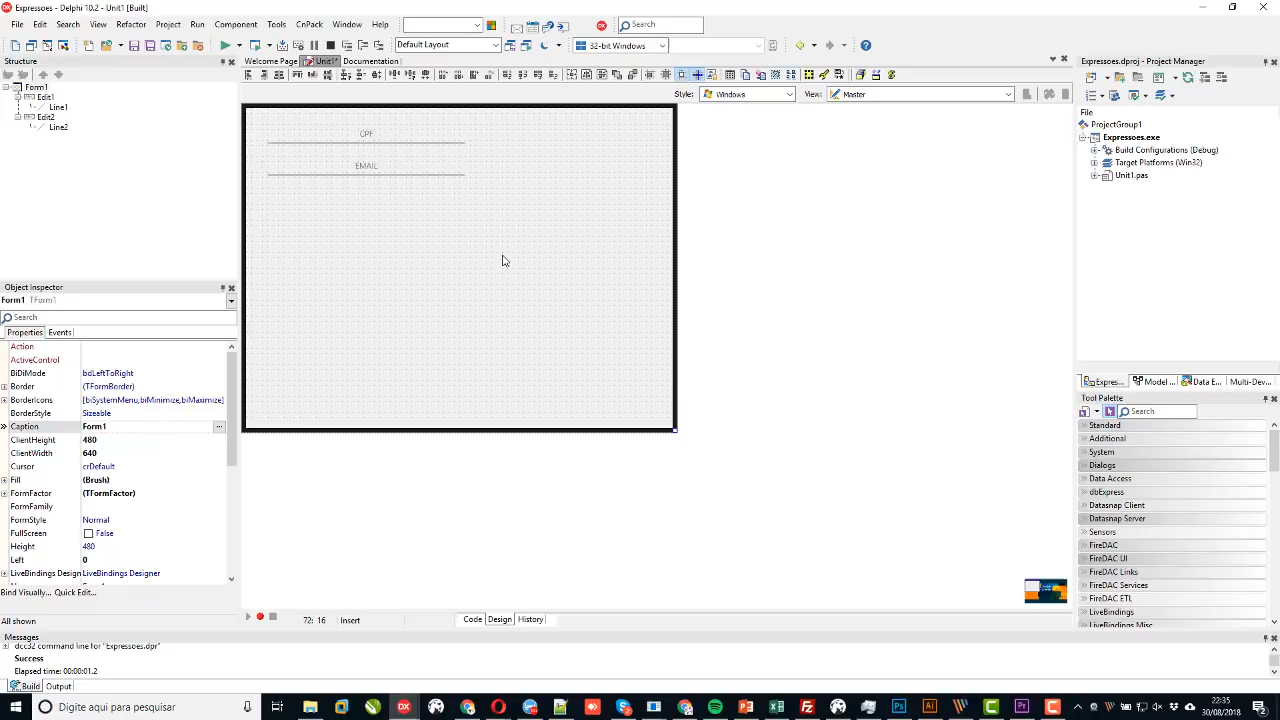 Expressoes - Delphi 10.2 - Unit1 [Built]
File Edit Search View Refactor Project Run Component Tools CnPack Window Help
Search
Default Layout
32-bit Windows
Structure
Welcome Page Unit1* Documentation
Expressoes.dproj - Project Manager
Form1
Edit1
Line1
Edit2
Line2
Style: Windows View: Master
CPF
EMAIL
File
ProjectGroup1
Expressoes.exe
Build Configurations (Debug)
Target Platforms (Win32)
Unit1.pas
Object Inspector
Form1 TForm1
Search
Properties Events
Action
ActiveControl
BiDiMode bdLeftToRight
Border (TFormBorder)
BorderIcons [biSystemMenu,biMinimize,biMaximize]
BorderStyle Sizeable
Caption Form1
ClientHeight 480
ClientWidth 640
Cursor crDefault
Fill (Brush)
FormFactor (TFormFactor)
FormFamily
FormStyle Normal
FullScreen False
Height 480
Left 0
LiveBindings Design LiveBindings Designer
Bind Visually... Quick Edit...
All shown
Expres... Model ... Data E... Multi-Dev...
Tool Palette
Search
Standard
Additional
System
Dialogs
Data Access
dbExpress
Datasnap Client
Datasnap Server
Sensors
FireDAC
FireDAC UI
FireDAC Links
FireDAC Services
FireDAC ETL
LiveBindings
LiveBindings Misc
72: 16 Insert
Code Design History
Messages
dcc32 command line for "Expressoes.dpr"
Success
Elapsed time: 00:00:01.2
Build Output
Digite aqui para pesquisar
22:35
30/08/2018